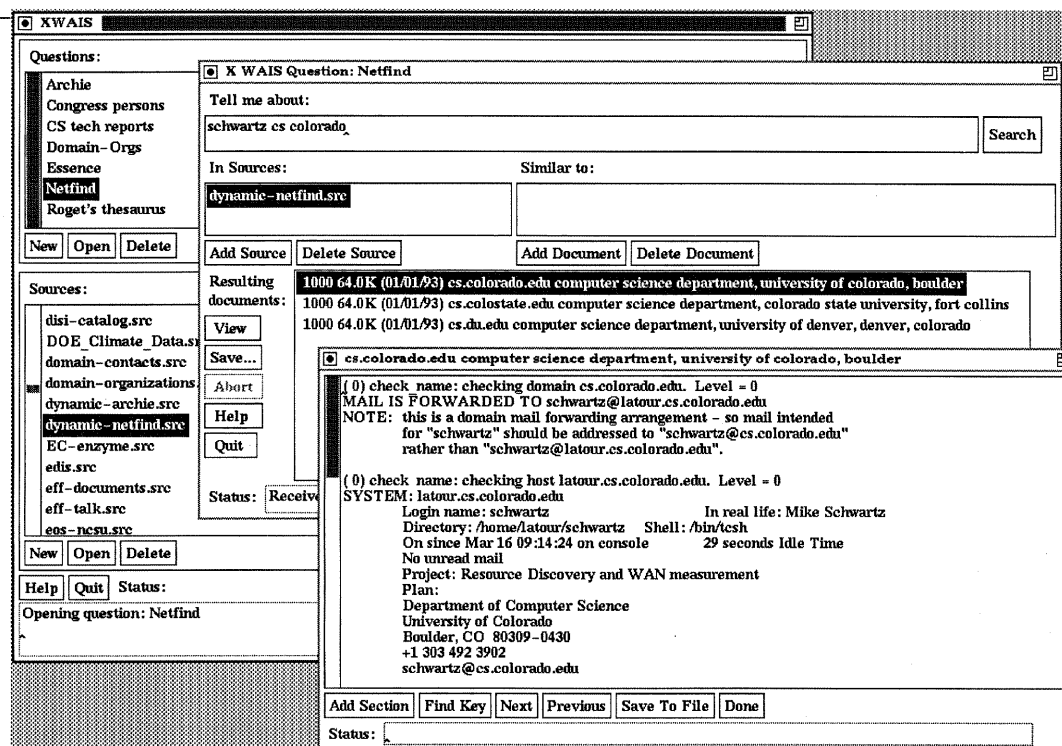 XWAIS
Questions:
Archie
Congress persons
CS tech reports
Domain-Orgs
Essence
Netfind
Roget's thesaurus
New Open Delete
Sources:
disi-catalog.src
DOE_Climate_Data.s
domain-contacts.src
domain-organizations.
dynamic-archie.src
dynamic-netfind.src
EC-enzyme.src
edis.src
eff-documents.src
eff-talk.src
eos-ncsu.src
New Open Delete
Help Quit Status:
Opening question: Netfind
X WAIS Question: Netfind
Tell me about:
schwartz cs colorado
Search
In Sources: Similar to:
dynamic-netfind.src
Add Source Delete Source Add Document Delete Document
Resulting documents:
1000 64.0K (01/01/93) cs.colorado.edu computer science department, university of colorado, boulder
1000 64.0K (01/01/93) cs.colostate.edu computer science department, colorado state university, fort collins
1000 64.0K (01/01/93) cs.du.edu computer science department, university of denver, denver, colorado
View
Save...
Abort
Help
Quit
Status: Receive
cs.colorado.edu computer science department, university of colorado, boulder
( 0) check_name: checking domain cs.colorado.edu. Level = 0
MAIL IS FORWARDED TO schwartz@latour.cs.colorado.edu
NOTE: this is a domain mail forwarding arrangement - so mail intended
for "schwartz" should be addressed to "schwartz@cs.colorado.edu"
rather than "schwartz@latour.cs.colorado.edu".
( 0) check_name: checking host latour.cs.colorado.edu. Level = 0
SYSTEM: latour.cs.colorado.edu
Login name: schwartz In real life: Mike Schwartz
Directory: /home/latour/schwartz Shell: /bin/tcsh
On since Mar 16 09:14:24 on console 29 seconds Idle Time
No unread mail
Project: Resource Discovery and WAN measurement
Plan:
Department of Computer Science
University of Colorado
Boulder, CO 80309-0430
+1 303 492 3902
schwartz@cs.colorado.edu
Add Section Find Key Next Previous Save To File Done
Status: